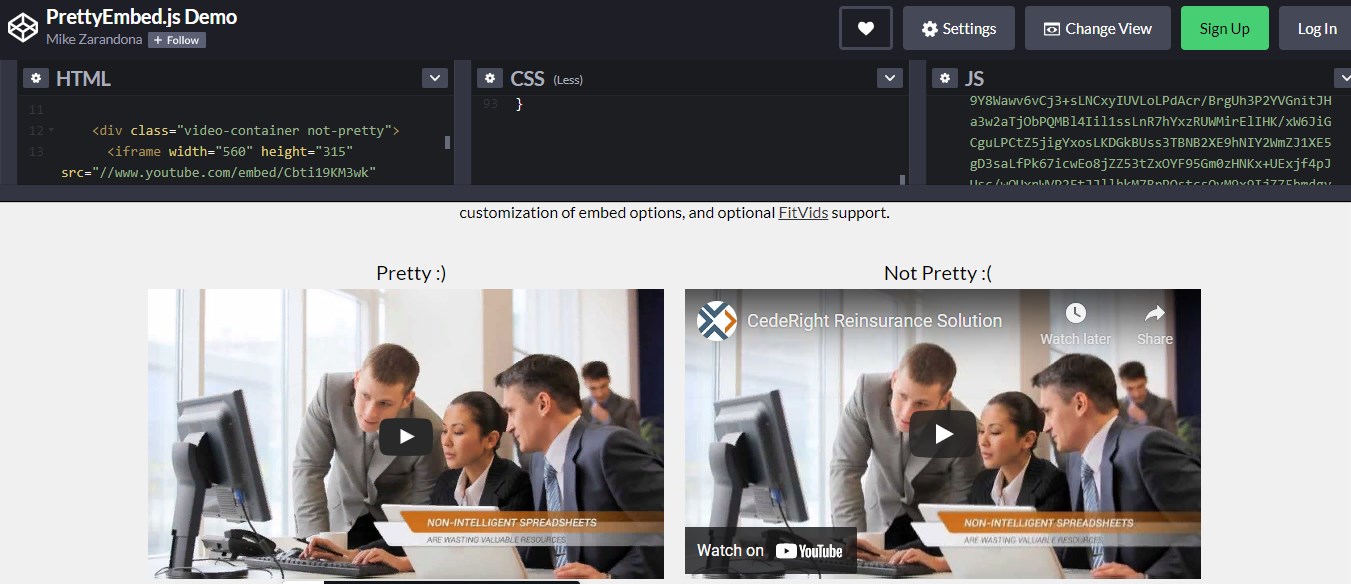 PrettyEmbed.js Demo
Mike Zarandona + Follow
Settings
Change View
Sign Up
Log In
HTML
11
12 <div class="video-container not-pretty">
13 <iframe width="560" height="315"
src="//www.youtube.com/embed/Cbti19KM3wk"
CSS (Less)
93 }
JS
9Y8Wawv6vCj3+sLNCxyIUVLoLPdAcr/BrgUh3P2YVGnitJH
a3w2aTjObPQMBl4Iil1ssLnR7hYxzRUWMirElIHK/xW6JiG
CguLPCtZ5jigYxosLKDGkBUss3TBNB2XE9hNIY2WmZJ1XE5
gD3saLfPk67icwEo8jZZ53tZxOYF95Gm0zHNKx+UExjf4pJ
customization of embed options, and optional FitVids support.
Pretty :)
NON-INTELLIGENT SPREADSHEETS
ARE WASTING VALUABLE RESOURCES
Not Pretty :(
CedeRight Reinsurance Solution
Watch later
Share
NON-INTELLIGENT SPREADSHEETS
ARE WASTING VALUABLE RESOURCES
Watch on YouTube